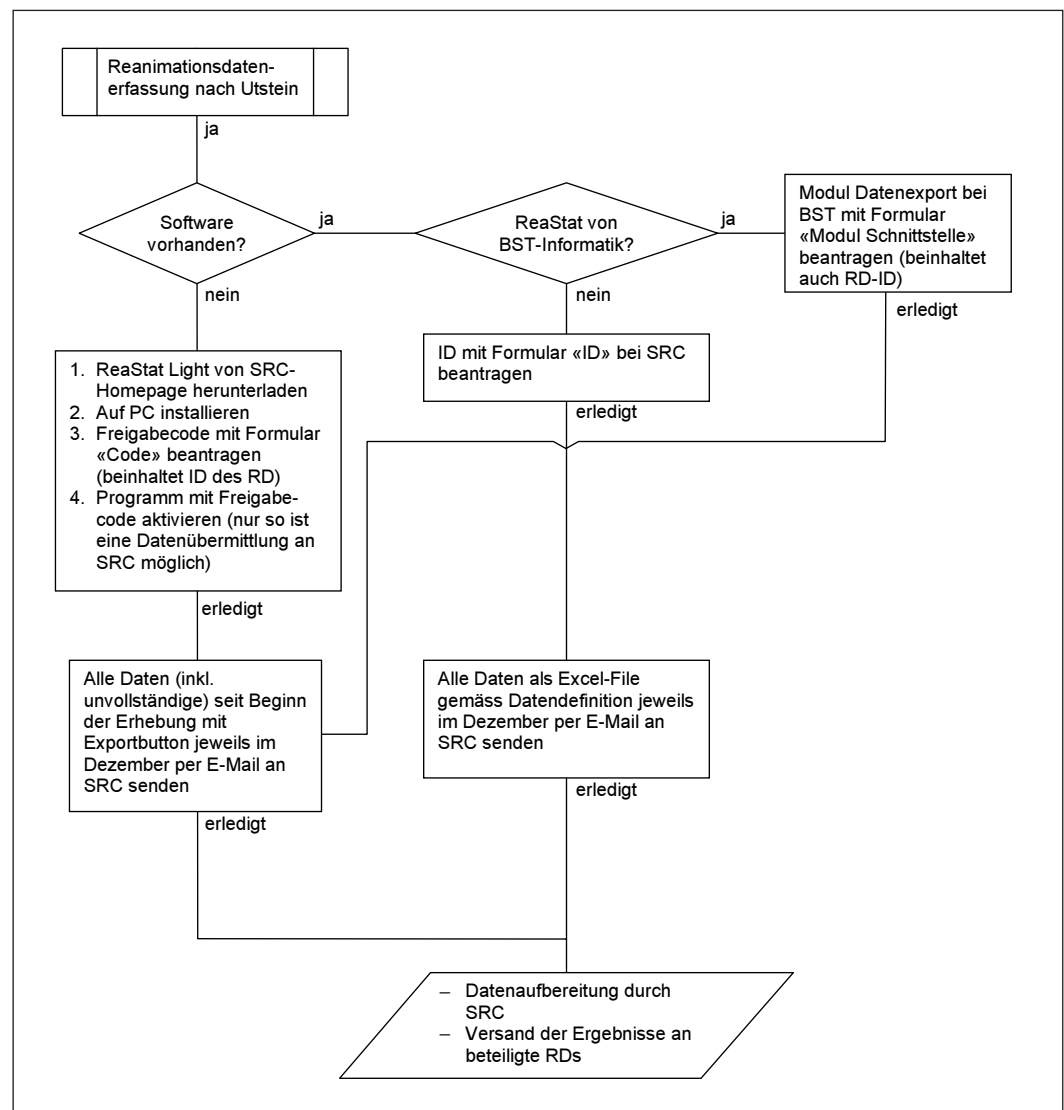 Reanimationsdaten-
erfassung nach Utstein
ja
Software
vorhanden?
ja
ReaStat von
BST-Informatik?
ja
Modul Datenexport bei
BST mit Formular
«Modul Schnittstelle»
beantragen (beinhaltet
auch RD-ID)
nein
nein
erledigt
1. ReaStat Light von SRC-
Homepage herunterladen
2. Auf PC installieren
3. Freigabecode mit Formular
«Code» beantragen
(beinhaltet ID des RD)
4. Programm mit Freigabe-
code aktivieren (nur so ist
eine Datenübermittlung an
SRC möglich)
ID mit Formular «ID» bei SRC
beantragen
erledigt
erledigt
Alle Daten (inkl.
unvollständige) seit Beginn
der Erhebung mit
Exportbutton jeweils im
Dezember per E-Mail an
SRC senden
Alle Daten als Excel-File
gemäss Datendefinition jeweils
im Dezember per E-Mail an
SRC senden
erledigt
erledigt
– Datenaufbereitung durch
SRC
– Versand der Ergebnisse an
beteiligte RDs